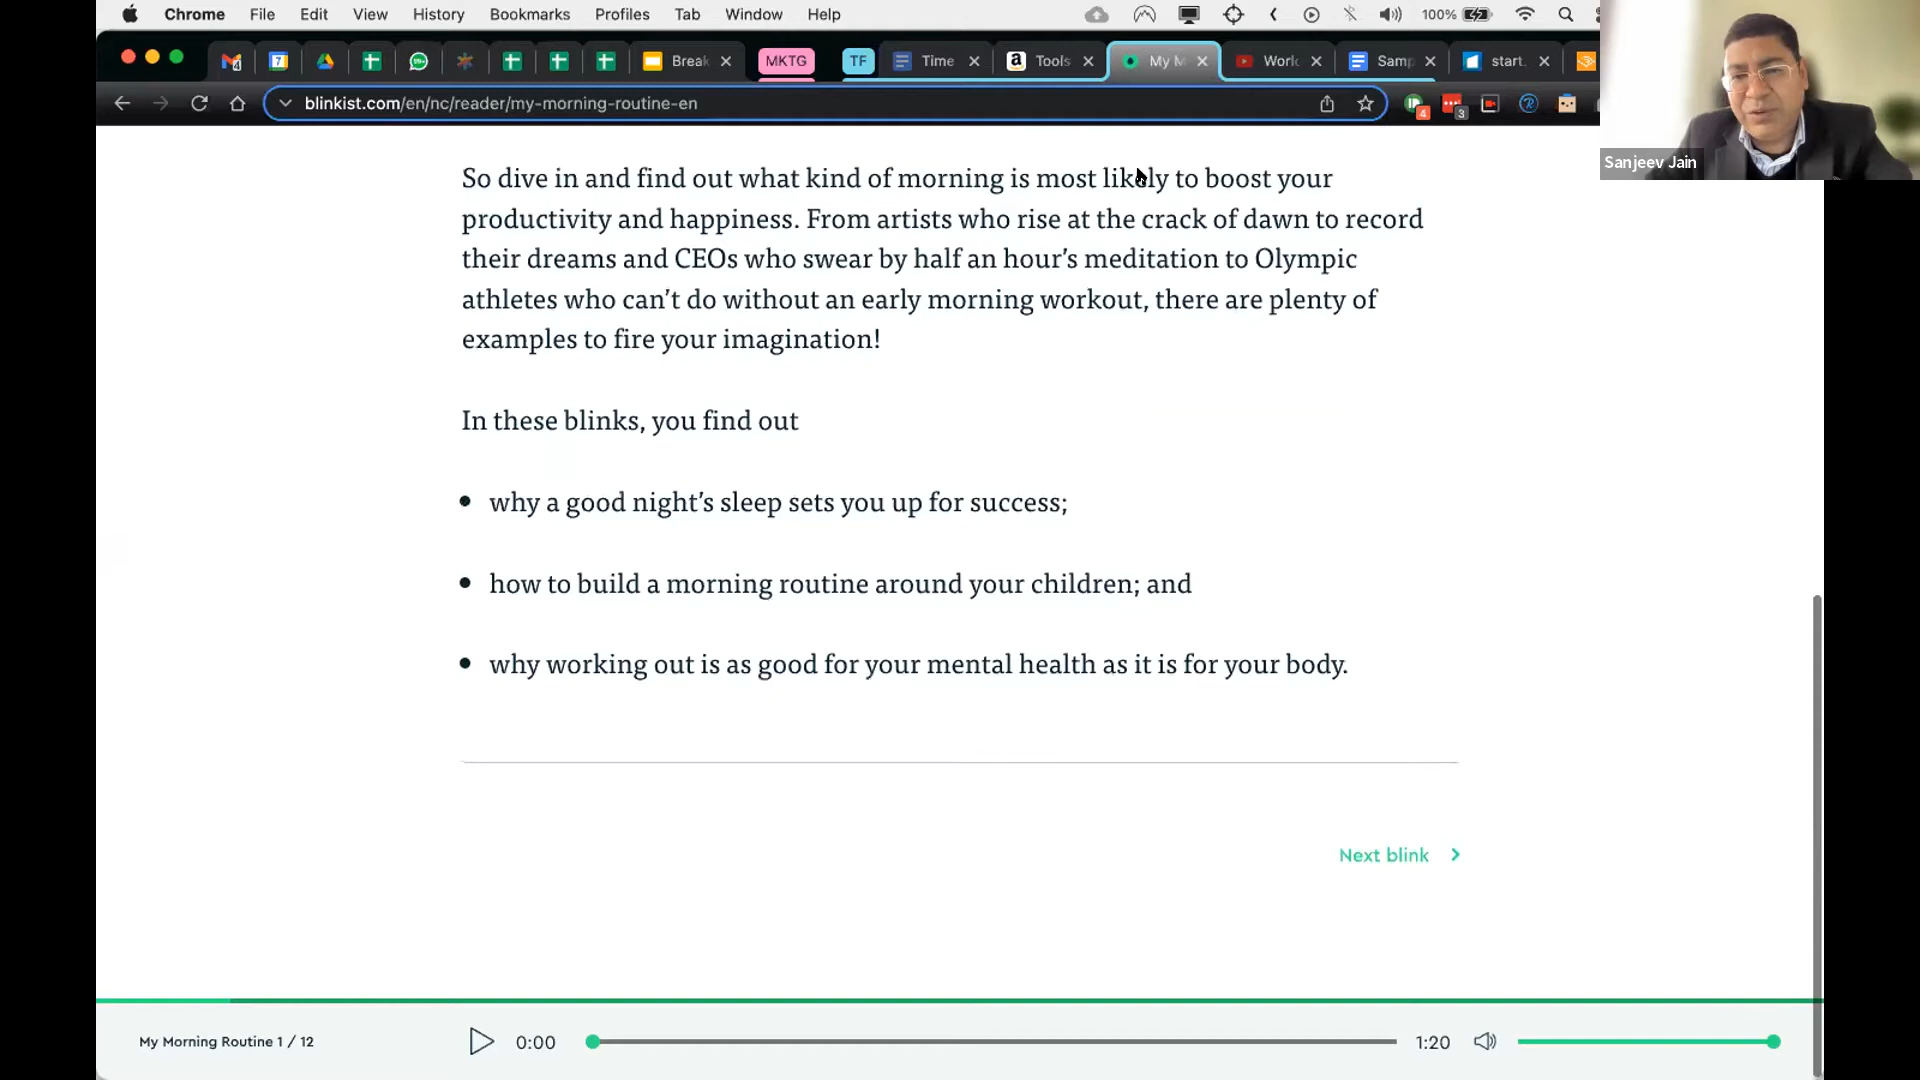 Chrome File Edit View History Bookmarks Profiles Tab Window Help 100%
4 7 19+ Break MKTG TF Time Tools My M Work Samp start.
blinkist.com/en/nc/reader/my-morning-routine-en 4 3
Sanjeev Jain
So dive in and find out what kind of morning is most likely to boost your
productivity and happiness. From artists who rise at the crack of dawn to record
their dreams and CEOs who swear by half an hour’s meditation to Olympic
athletes who can’t do without an early morning workout, there are plenty of
examples to fire your imagination!
In these blinks, you find out
• why a good night’s sleep sets you up for success;
• how to build a morning routine around your children; and
• why working out is as good for your mental health as it is for your body.
Next blink
My Morning Routine 1 / 12 0:00 1:20